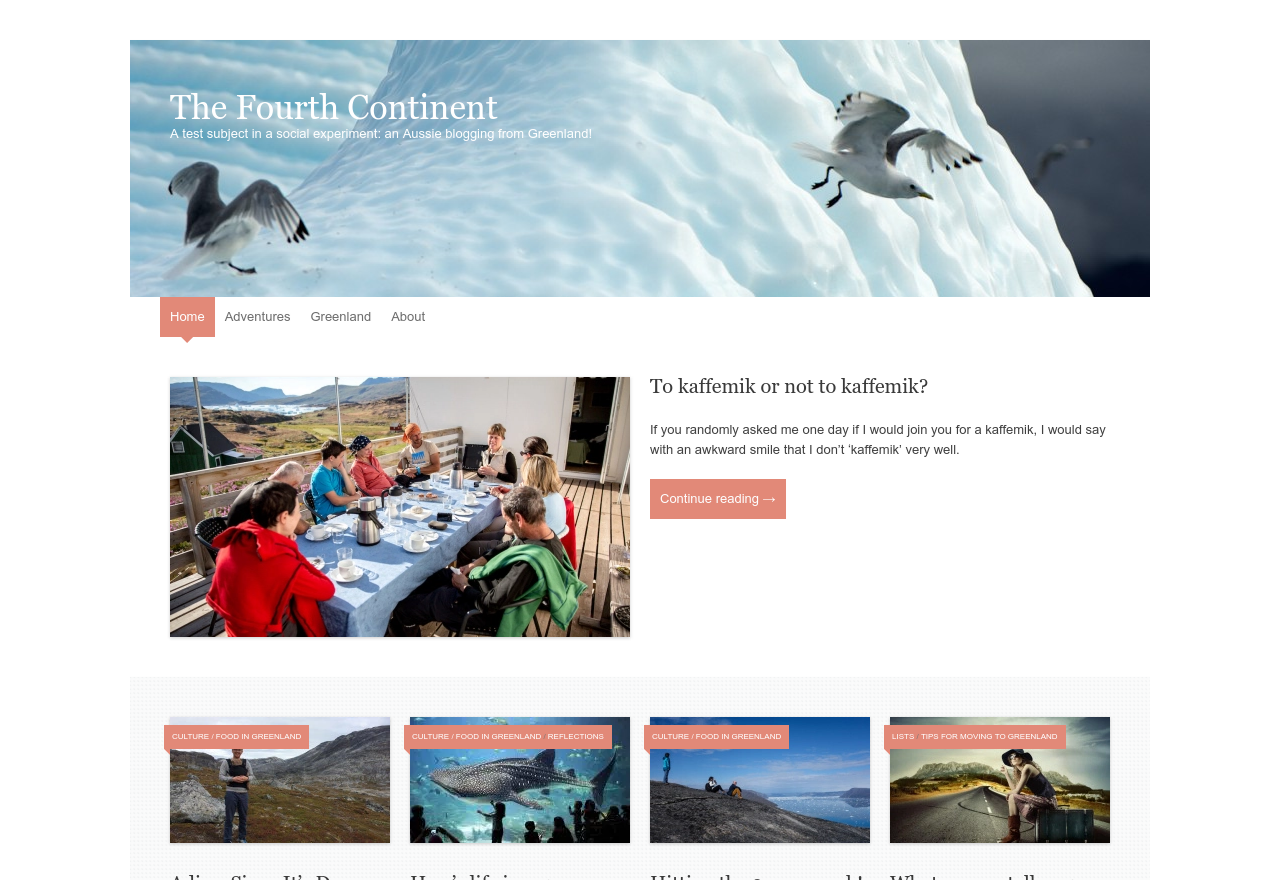 The Fourth Continent
A test subject in a social experiment: an Aussie blogging from Greenland!
Home Adventures Greenland About
To kaffemik or not to kaffemik?
If you randomly asked me one day if I would join you for a kaffemik, I would say
with an awkward smile that I don’t ‘kaffemik’ very well.
Continue reading →
CULTURE / FOOD IN GREENLAND
CULTURE / FOOD IN GREENLAND REFLECTIONS
CULTURE / FOOD IN GREENLAND
LISTS TIPS FOR MOVING TO GREENLAND